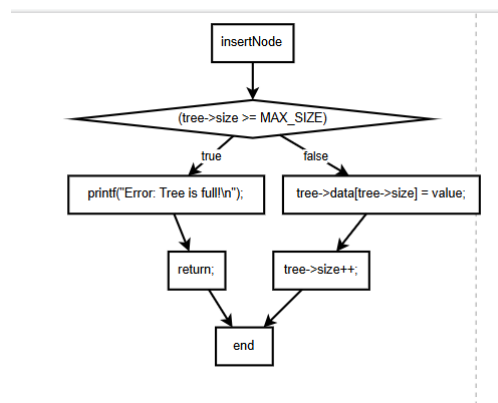 insertNode
(tree->size >= MAX_SIZE)
true
false
printf("Error: Tree is full!\n");
tree->data[tree->size] = value;
return;
tree->size++;
end